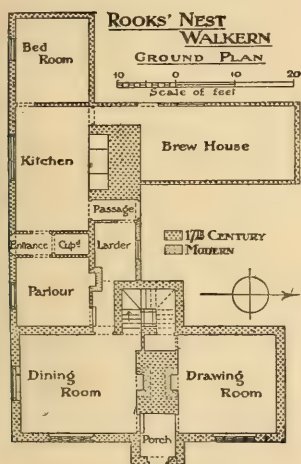 ROOKS' NEST
WALKERN
GROUND PLAN
10 0 20
Scale of feet
Bed
Room
Kitchen
Brew House
Passage
Entrance
Cupd
Larder
17TH CENTURY
MODERN
Parlour
Dining
Room
Drawing
Room
Porch